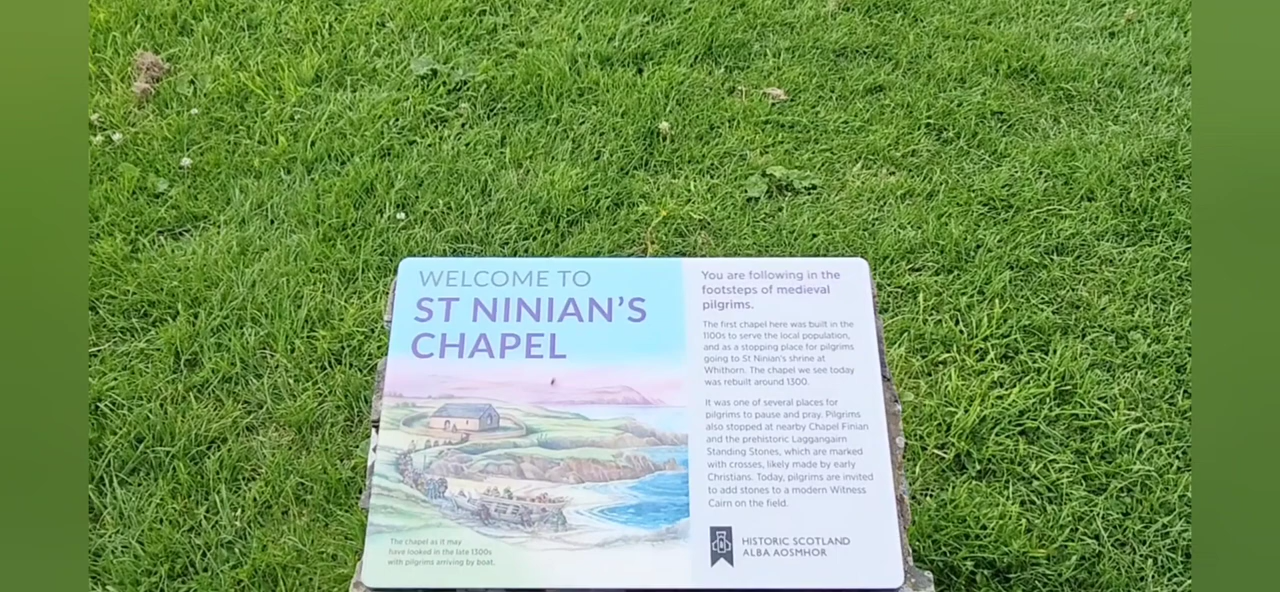 WELCOME TO
ST NINIAN'S
CHAPEL
The chapel as it may
have looked in the late 1300s
with pilgrims arriving by boat.
You are following in the
footsteps of medieval
pilgrims.
The first chapel here was built in the
1100s to serve the local population,
and as a stopping place for pilgrims
going to St Ninian's shrine at
Whithorn. The chapel we see today
was rebuilt around 1300.
It was one of several places for
pilgrims to pause and pray. Pilgrims
also stopped at nearby Chapel Finian
and the prehistoric Laggangairn
Standing Stones, which are marked
with crosses, likely made by early
Christians. Today, pilgrims are invited
to add stones to a modern Witness
Cairn on the field.
HISTORIC SCOTLAND
ALBA AOSMHOR